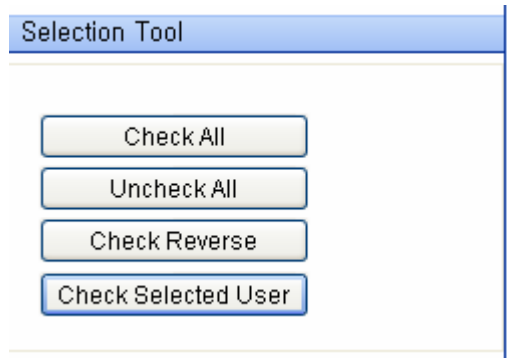 Selection Tool
Check All
Uncheck All
Check Reverse
Check Selected User